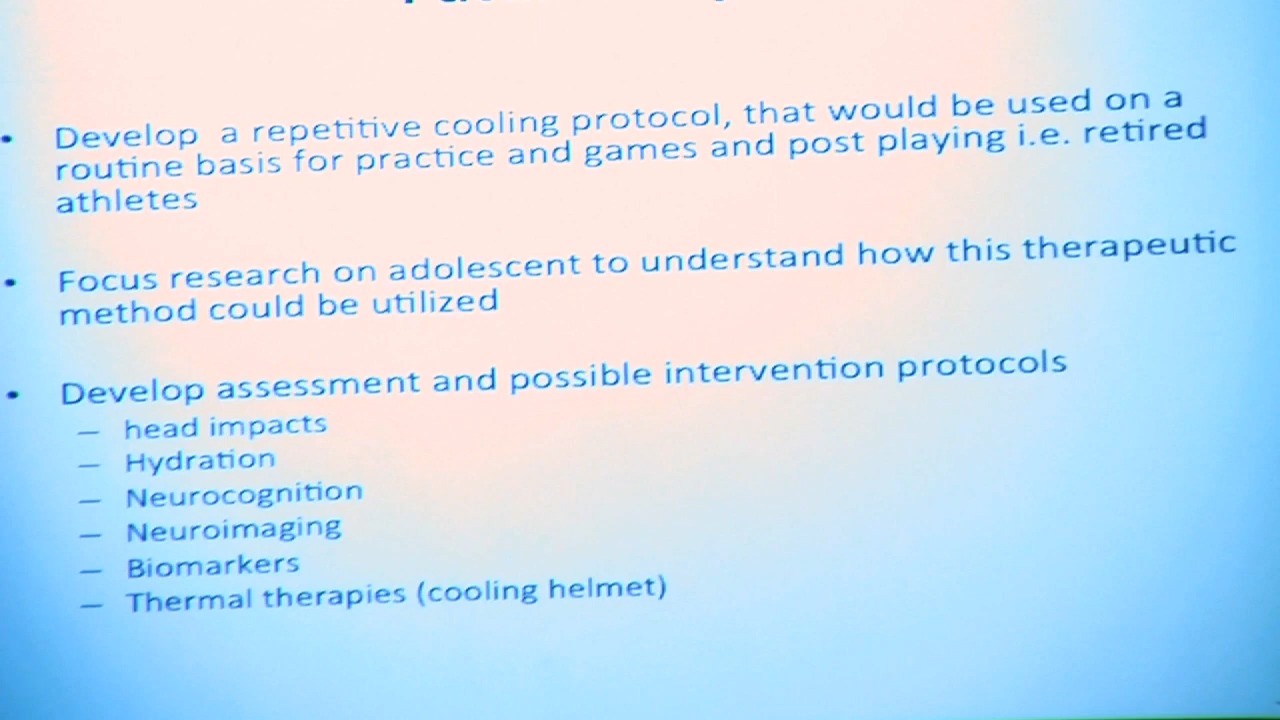 • Develop a repetitive cooling protocol, that would be used on a
routine basis for practice and games and post playing i.e. retired
athletes
• Focus research on adolescent to understand how this therapeutic
method could be utilized
• Develop assessment and possible intervention protocols
– head impacts
– Hydration
– Neurocognition
– Neuroimaging
– Biomarkers
– Thermal therapies (cooling helmet)